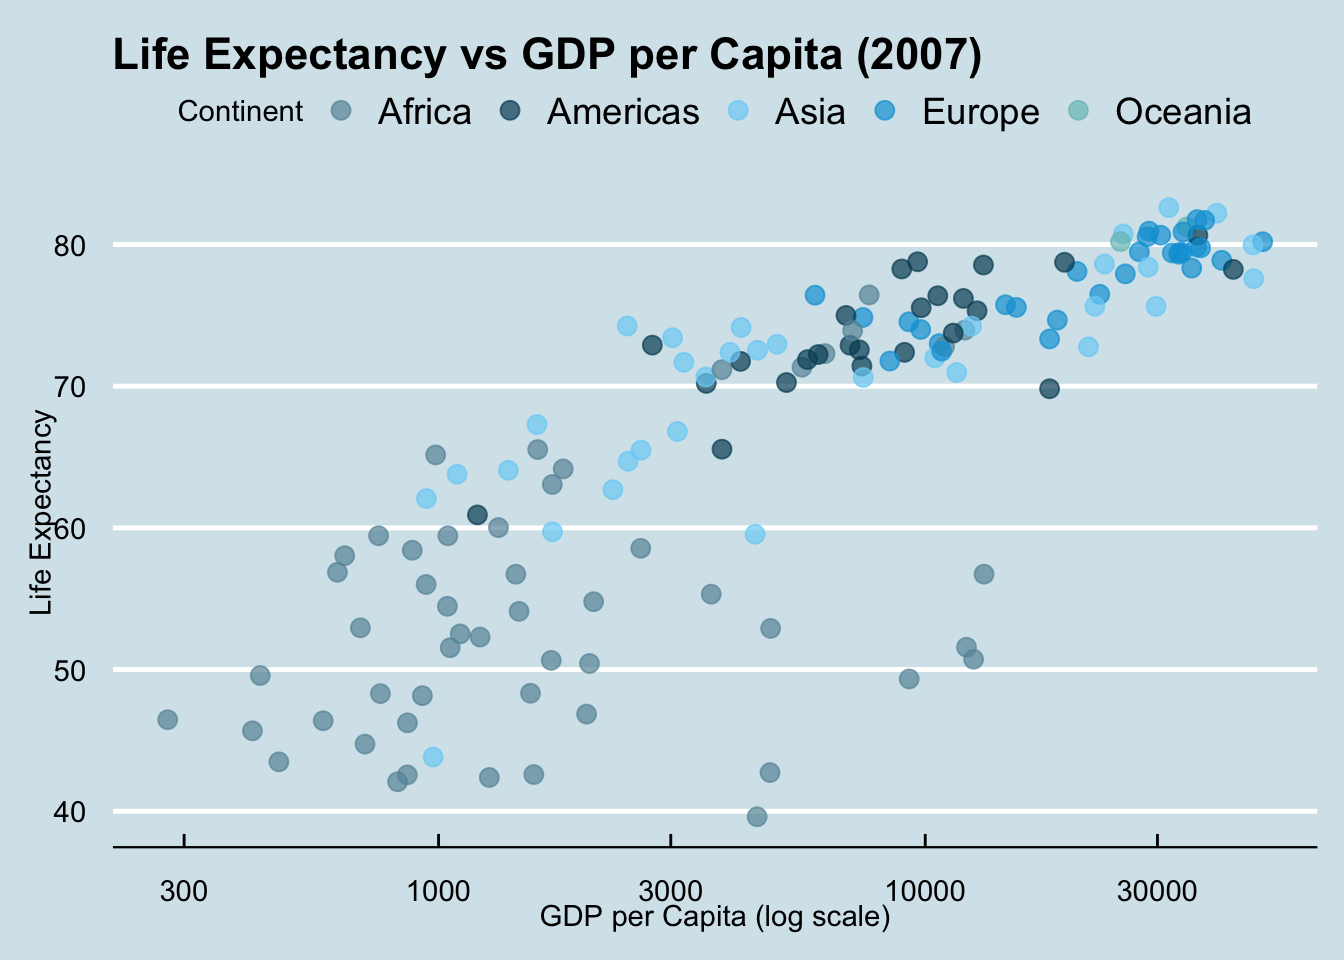 Life Expectancy vs GDP per Capita (2007)
Continent Africa Americas Asia Europe Oceania
80
70
60
50
40
Life Expectancy
300 1000 3000 10000 30000
GDP per Capita (log scale)